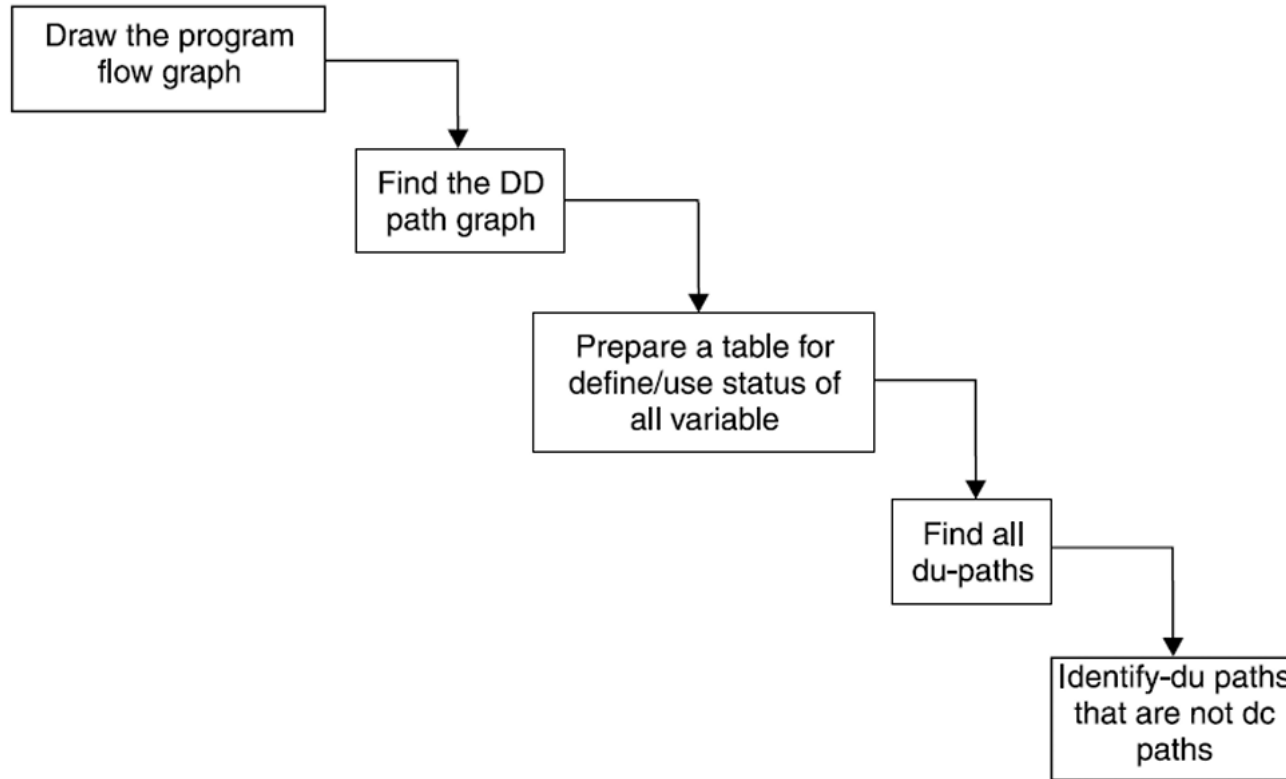 Draw the program
flow graph
Find the DD
path graph
Prepare a table for
define/use status of
all variable
Find all
du-paths
Identify-du paths
that are not dc
paths